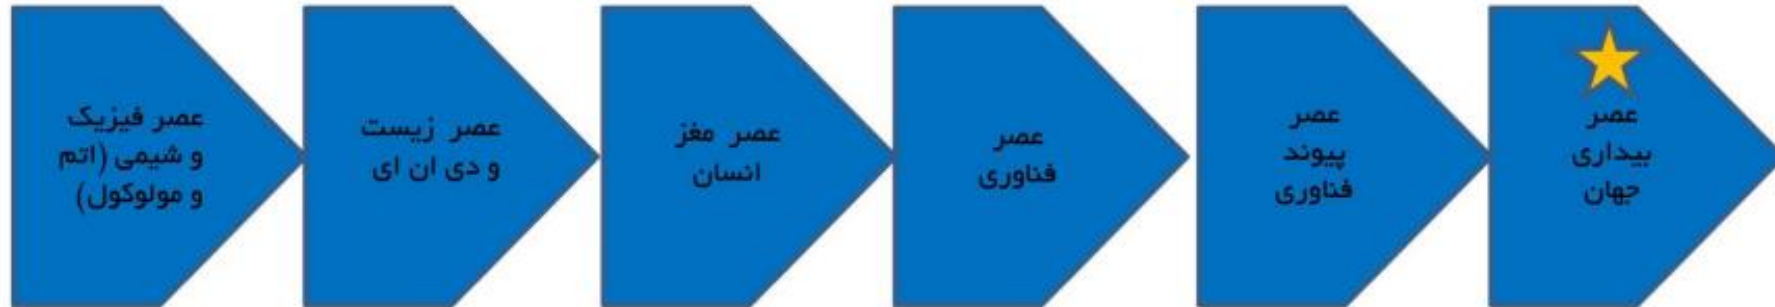 عصر فیزیک
و شیمی (اتم
و مولوکول)
عصر زیست
و دی ان ای
عصر مغز
انسان
عصر
فناوری
عصر
پیوند
فناوری
عصر
بیداری
جهان